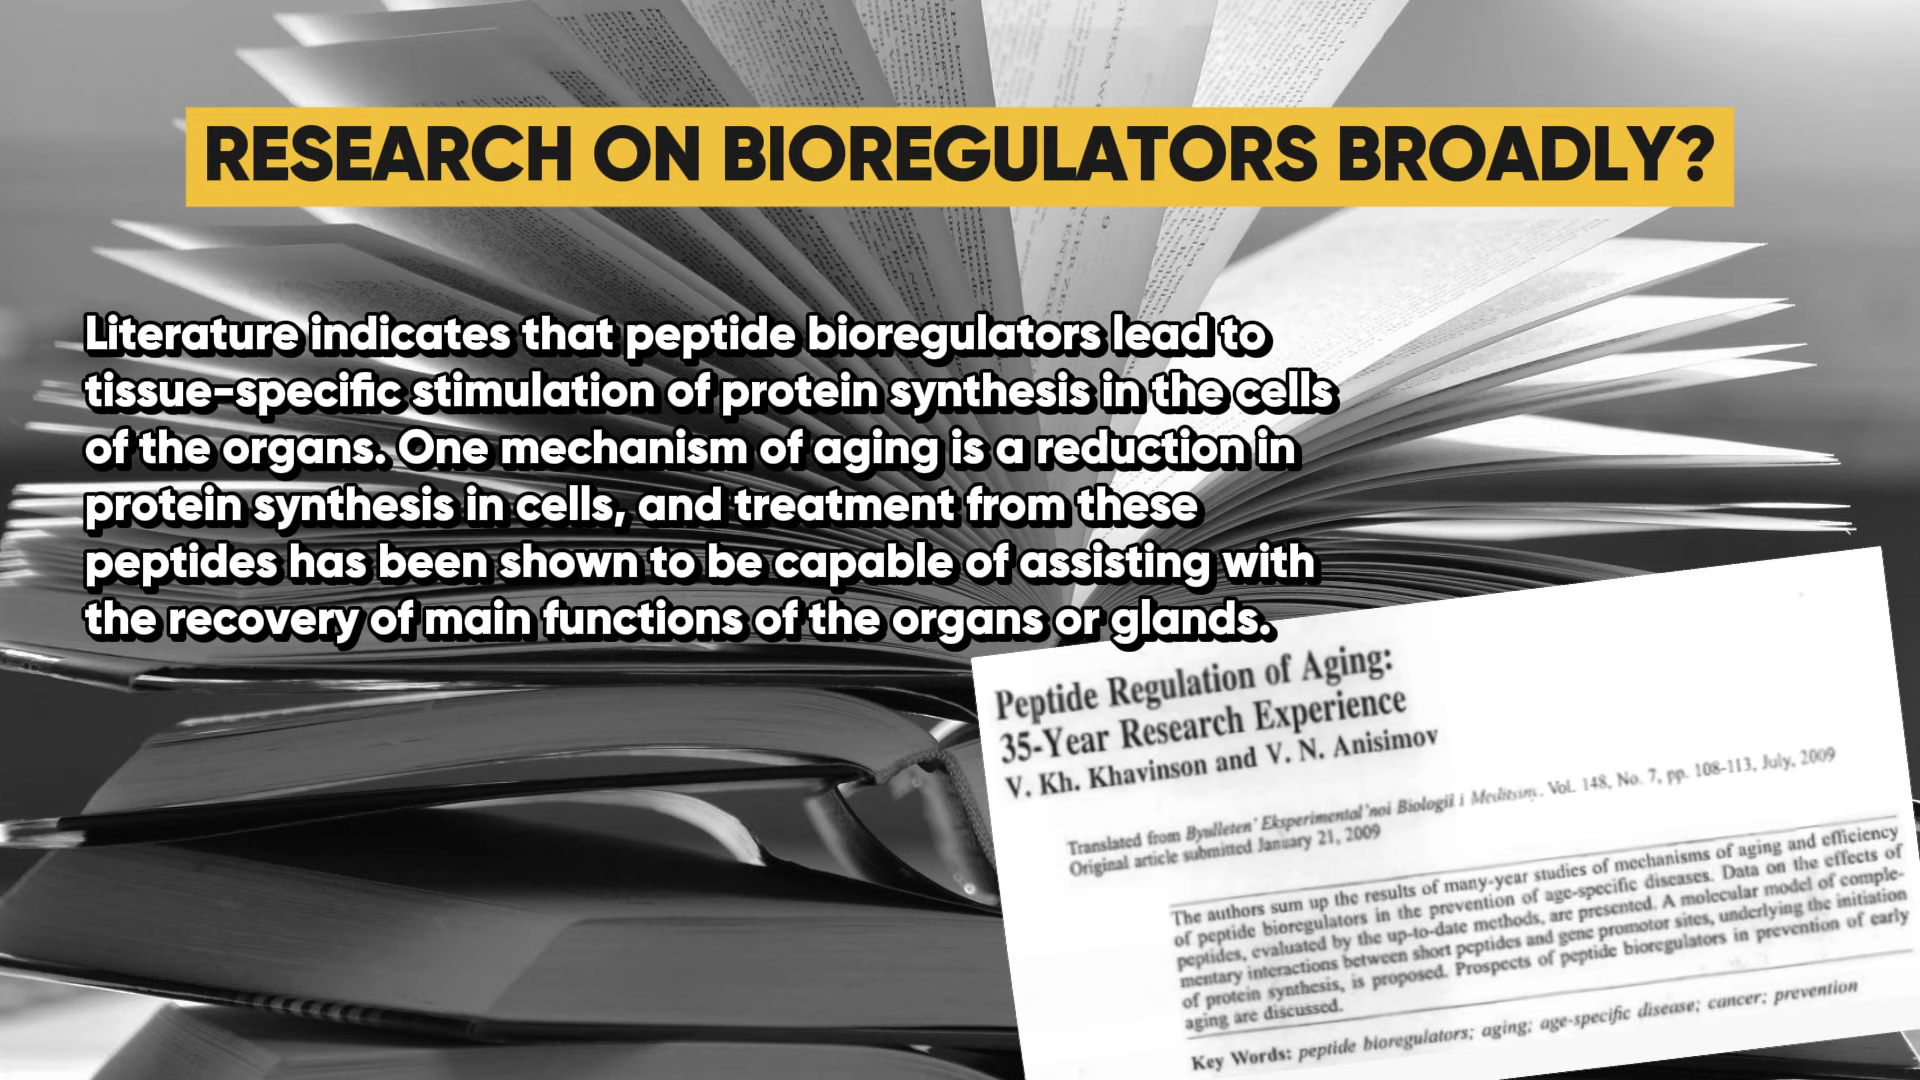 RESEARCH ON BIOREGULATORS BROADLY?
Literature indicates that peptide bioregulators lead to
tissue-specific stimulation of protein synthesis in the cells
of the organs. One mechanism of aging is a reduction in
protein synthesis in cells, and treatment from these
peptides has been shown to be capable of assisting with
the recovery of main functions of the organs or glands.
Peptide Regulation of Aging:
35-Year Research Experience
V. Kh. Khavinson and V. N. Anisimov
Translated from Byulleten' Eksperimental'noi Biologii i Meditsiny, Vol. 148, No. 7, pp. 108-113, July, 2009
Original article submitted January 21, 2009
The authors sum up the results of many-year studies of mechanisms of aging and efficiency
of peptide bioregulators in the prevention of age-specific diseases. Data on the effects of
peptides, evaluated by the up-to-date methods, are presented. A molecular model of comple-
mentary interactions between short peptides and gene promotor sites, underlying the initiation
of protein synthesis, is proposed. Prospects of peptide bioregulators in prevention of early
aging are discussed.
Key Words: peptide bioregulators; aging; age-specific disease; cancer; prevention